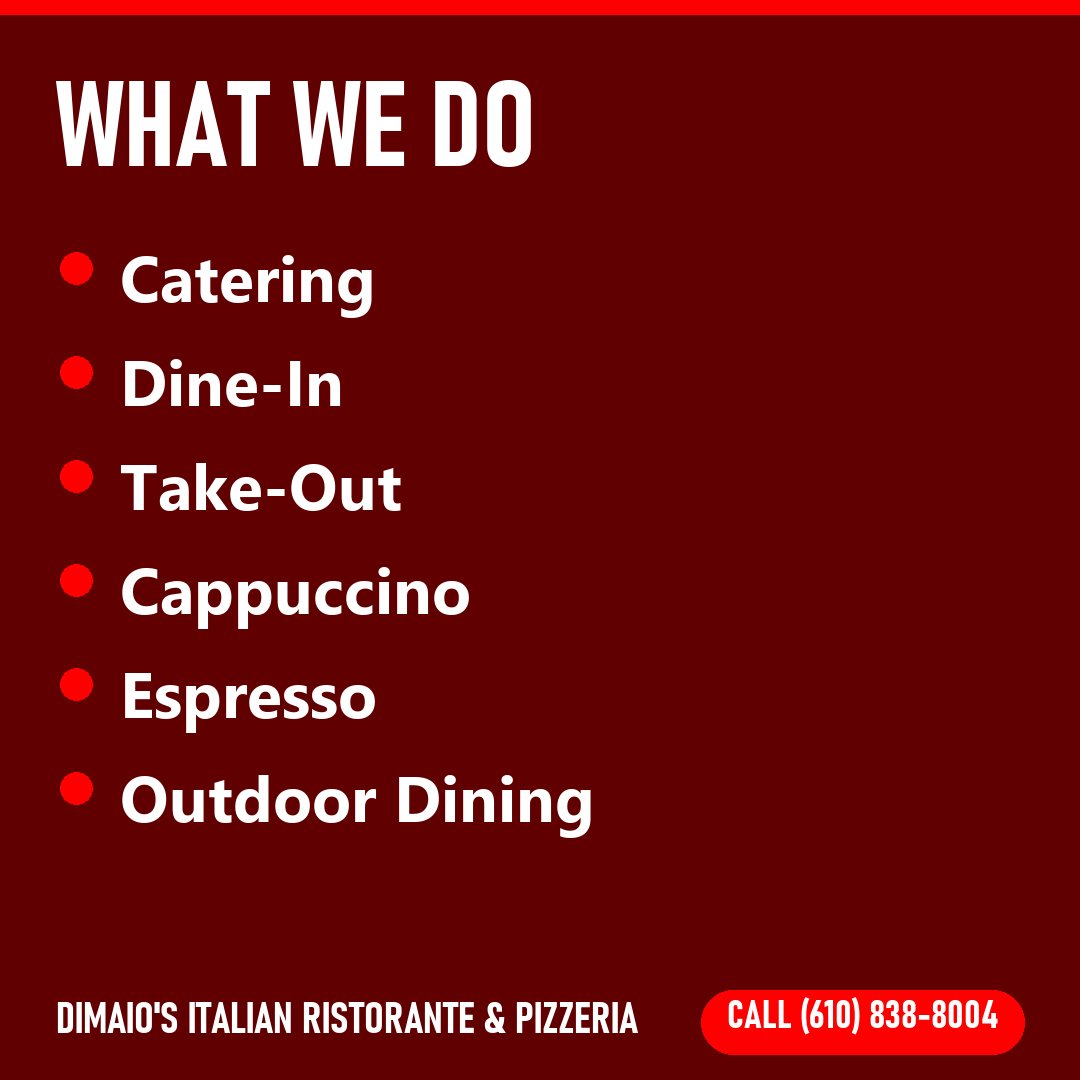 WHAT WE DO
Catering
Dine-In
Take-Out
Cappuccino
Espresso
Outdoor Dining
DIMAIO'S ITALIAN RISTORANTE & PIZZERIA
CALL (610) 838-8004